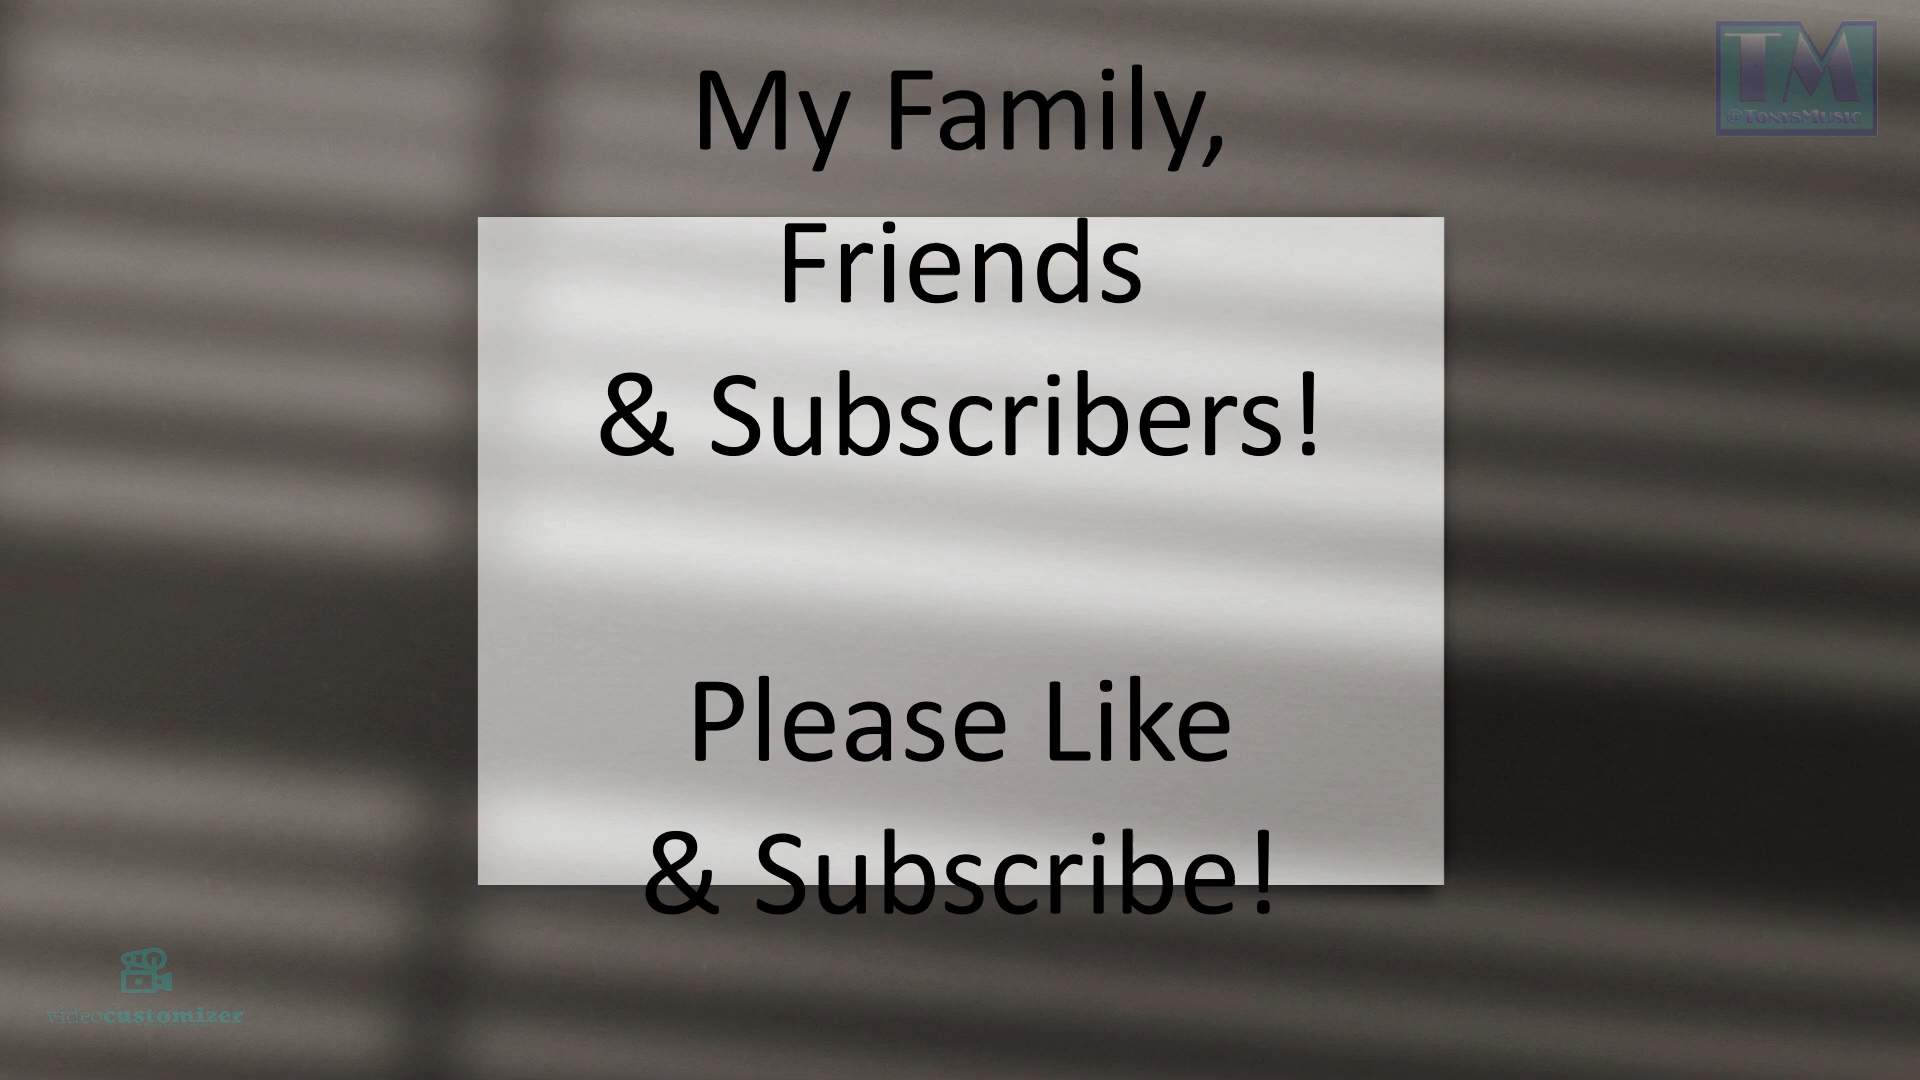 TM
@TonysMusic
My Family,
Friends
& Subscribers!
Please Like
& Subscribe!
videocustomizer